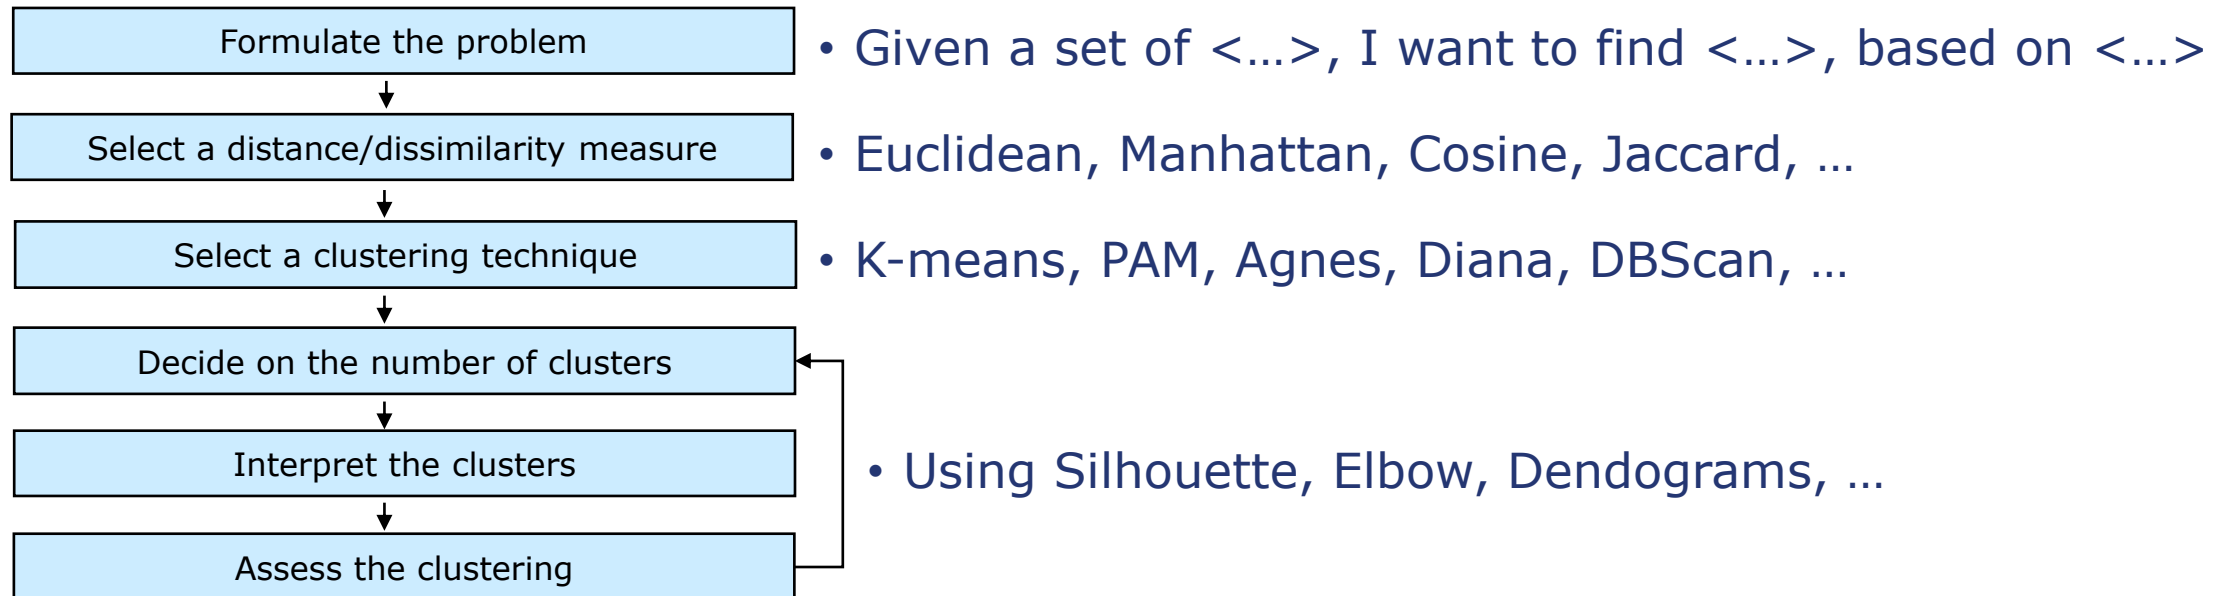 Formulate the problem
• Given a set of <…>, I want to find <…>, based on <…>
Select a distance/dissimilarity measure
• Euclidean, Manhattan, Cosine, Jaccard, …
Select a clustering technique
• K-means, PAM, Agnes, Diana, DBScan, …
Decide on the number of clusters
Interpret the clusters
• Using Silhouette, Elbow, Dendograms, …
Assess the clustering